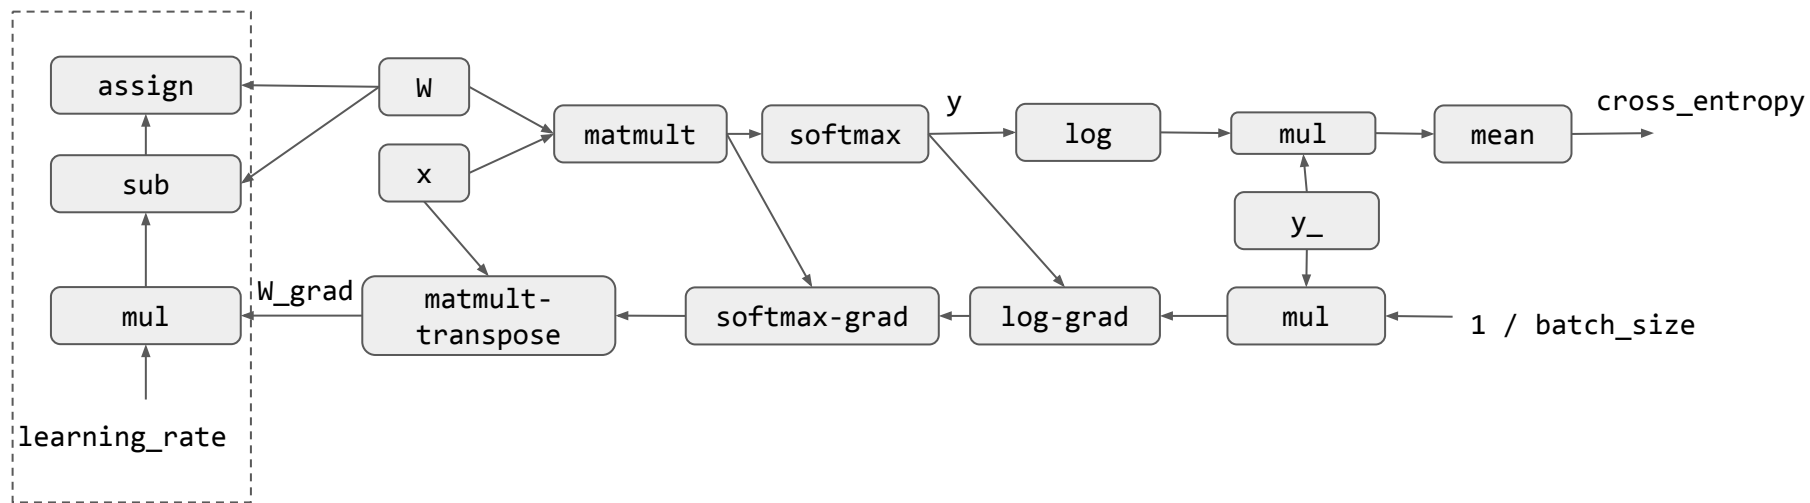 assign
W
cross_entropy
y
matmult
softmax
log
mul
mean
x
sub
y_
W_grad
mul
matmult-
transpose
softmax-grad
log-grad
mul
1 / batch_size
learning_rate